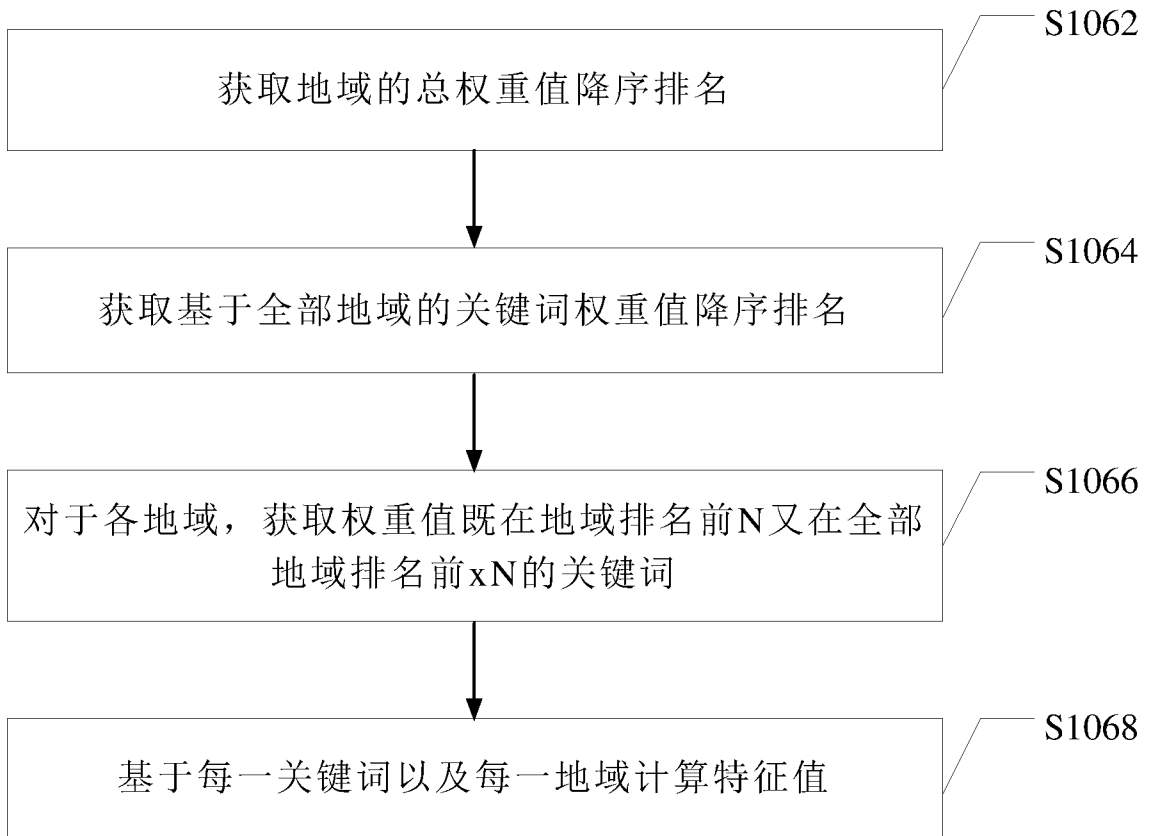 S1062
获取地域的总权重值降序排名
S1064
获取基于全部地域的关键词权重值降序排名
S1066
对于各地域，获取权重值既在地域排名前N又在全部
地域排名前xN的关键词
S1068
基于每一关键词以及每一地域计算特征值